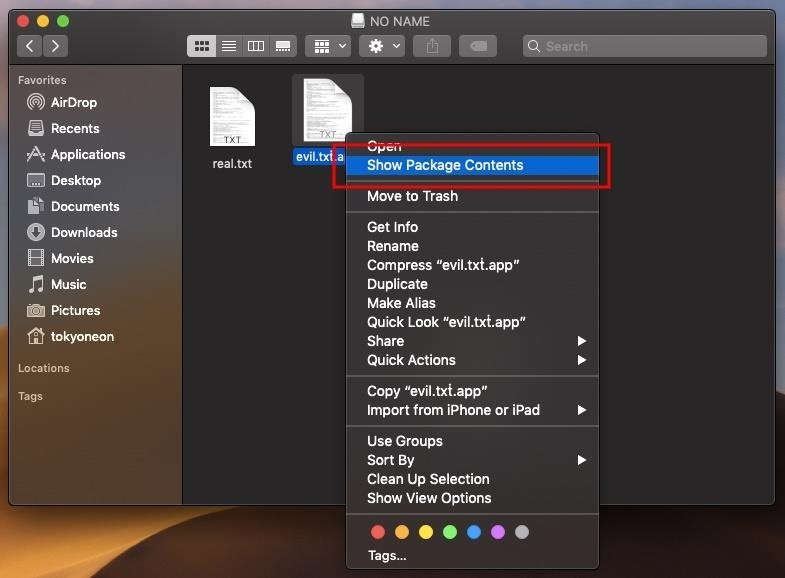 NO NAME
Search
Favorites
AirDrop
Recents
Applications
Desktop
Documents
Downloads
Movies
Music
Pictures
tokyoneon
Locations
Tags
TXT
real.txt
TXT
evil.txṫ.a
Open
Show Package Contents
Move to Trash
Get Info
Rename
Compress “evil.txṫ.app”
Duplicate
Make Alias
Quick Look “evil.txṫ.app”
Share
Quick Actions
Copy “evil.txṫ.app”
Import from iPhone or iPad
Use Groups
Sort By
Clean Up Selection
Show View Options
Tags...